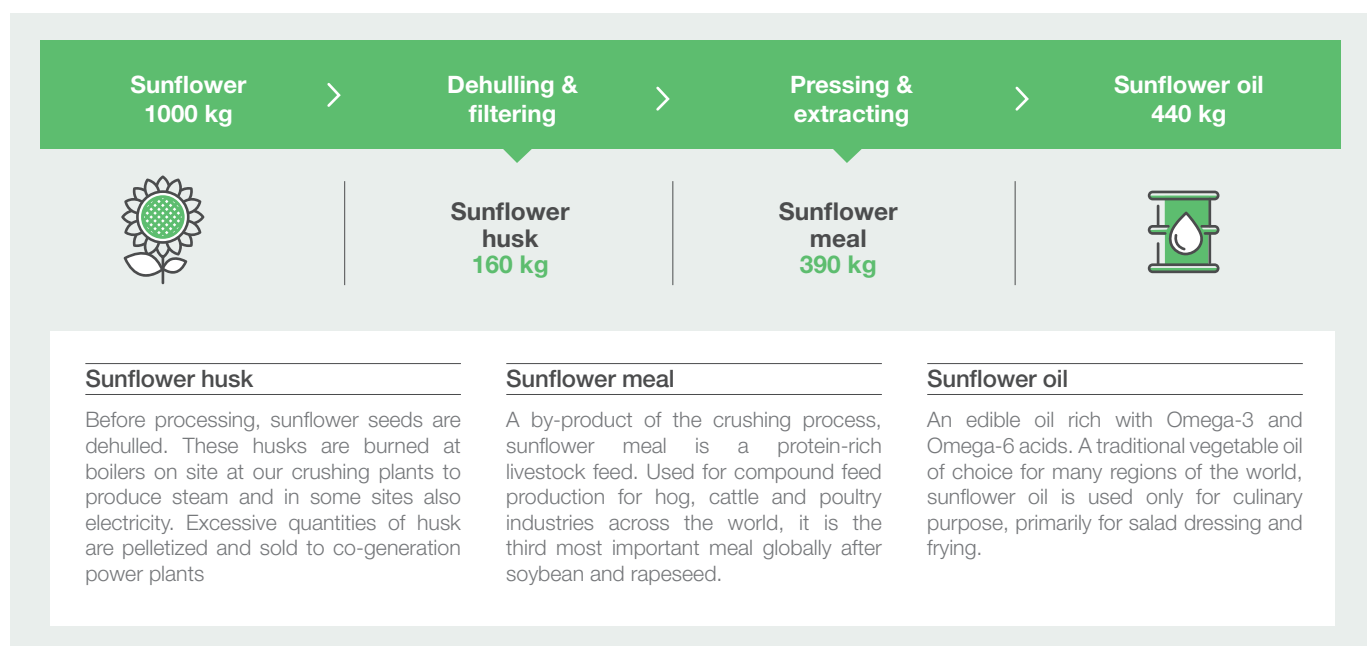 Sunflower
1000 kg
Dehulling &
filtering
Pressing &
extracting
Sunflower oil
440 kg
Sunflower
husk
160 kg
Sunflower
meal
390 kg
Sunflower husk
Before processing, sunflower seeds are
dehulled. These husks are burned at
boilers on site at our crushing plants to
produce steam and in some sites also
electricity. Excessive quantities of husk
are pelletized and sold to co-generation
power plants
Sunflower meal
A by-product of the crushing process,
sunflower meal is a protein-rich
livestock feed. Used for compound feed
production for hog, cattle and poultry
industries across the world, it is the
third most important meal globally after
soybean and rapeseed.
Sunflower oil
An edible oil rich with Omega-3 and
Omega-6 acids. A traditional vegetable oil
of choice for many regions of the world,
sunflower oil is used only for culinary
purpose, primarily for salad dressing and
frying.